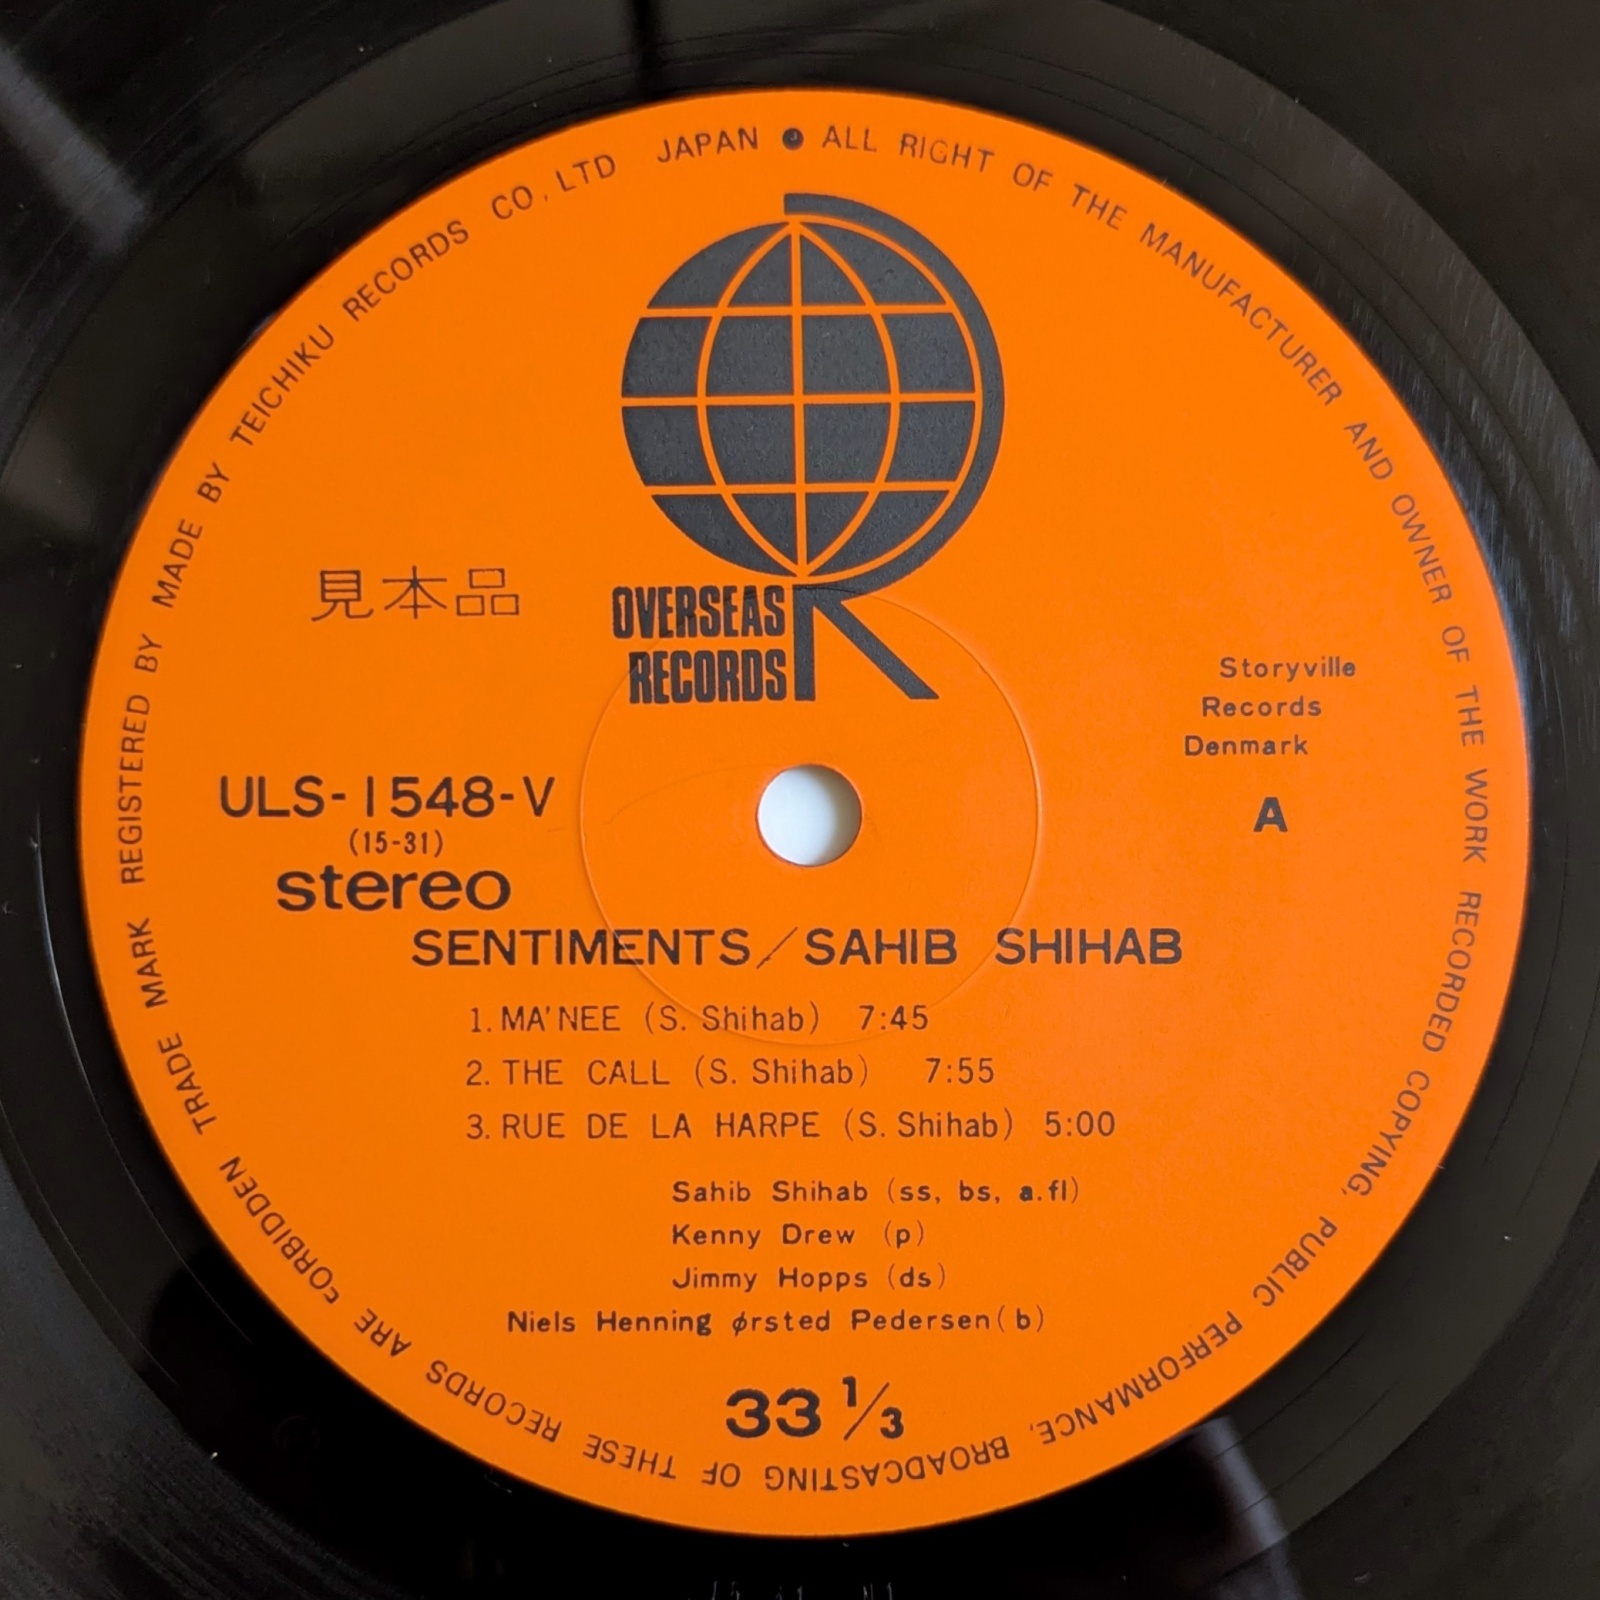 TRADE MARK REGISTERED BY MADE BY TEICHIKU RECORDS CO., LTD JAPAN ● ALL RIGHT OF THE MANUFACTURER AND OWNER OF THE WORK RECORDED COPYING, PUBLIC PERFORMANCE, BROADCASTING OF THESE RECORDS ARE FORBIDDEN
OVERSEAS
RECORDS
見本品
Storyville
Records
Denmark
ULS-1548-V
(15-31)
stereo
A
SENTIMENTS/SAHIB SHIHAB
1. MA'NEE (S. Shihab) 7:45
2. THE CALL (S. Shihab) 7:55
3. RUE DE LA HARPE (S. Shihab) 5:00
Sahib Shihab (ss, bs, a.fl)
Kenny Drew (p)
Jimmy Hopps (ds)
Niels Henning ørsted Pedersen (b)
33 1/3